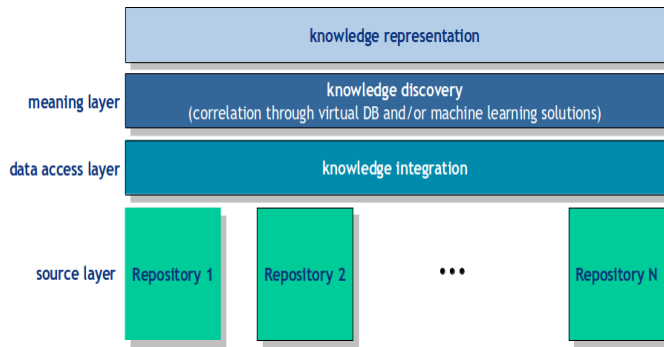 knowledge representation
meaning layer
knowledge discovery
(correlation through virtual DB and/or machine learning solutions)
data access layer
knowledge integration
source layer
Repository 1
Repository 2
...
Repository N